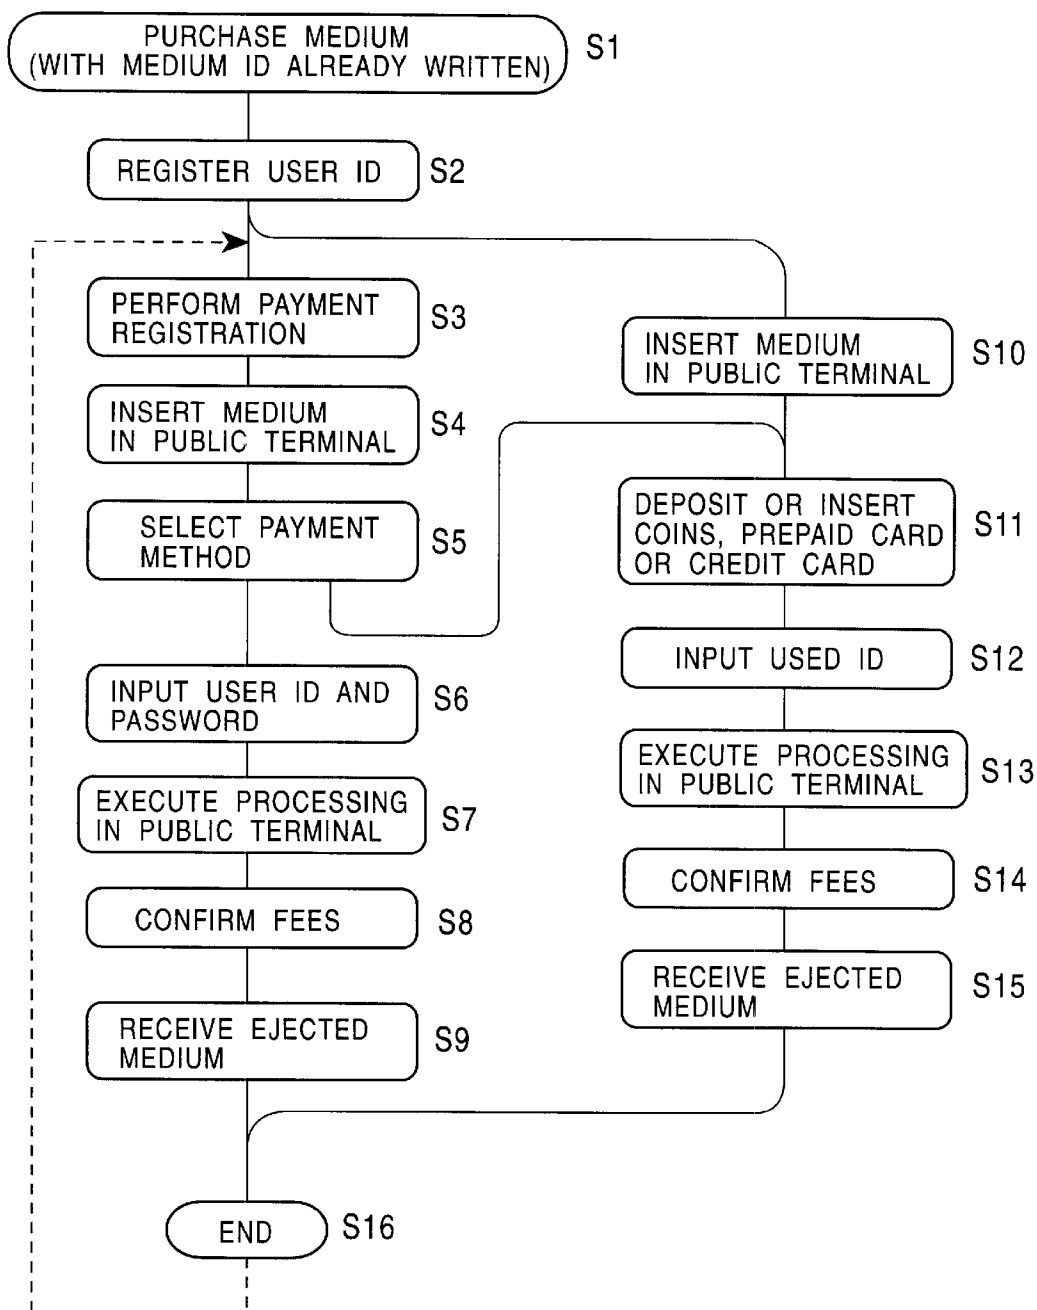 PURCHASE MEDIUM
(WITH MEDIUM ID ALREADY WRITTEN)
S1
REGISTER USER ID
S2
PERFORM PAYMENT
REGISTRATION
S3
INSERT MEDIUM
IN PUBLIC TERMINAL
S4
SELECT PAYMENT
METHOD
S5
INPUT USER ID AND
PASSWORD
S6
EXECUTE PROCESSING
IN PUBLIC TERMINAL
S7
CONFIRM FEES
S8
RECEIVE EJECTED
MEDIUM
S9
INSERT MEDIUM
IN PUBLIC TERMINAL
S10
DEPOSIT OR INSERT
COINS, PREPAID CARD
OR CREDIT CARD
S11
INPUT USED ID
S12
EXECUTE PROCESSING
IN PUBLIC TERMINAL
S13
CONFIRM FEES
S14
RECEIVE EJECTED
MEDIUM
S15
END
S16